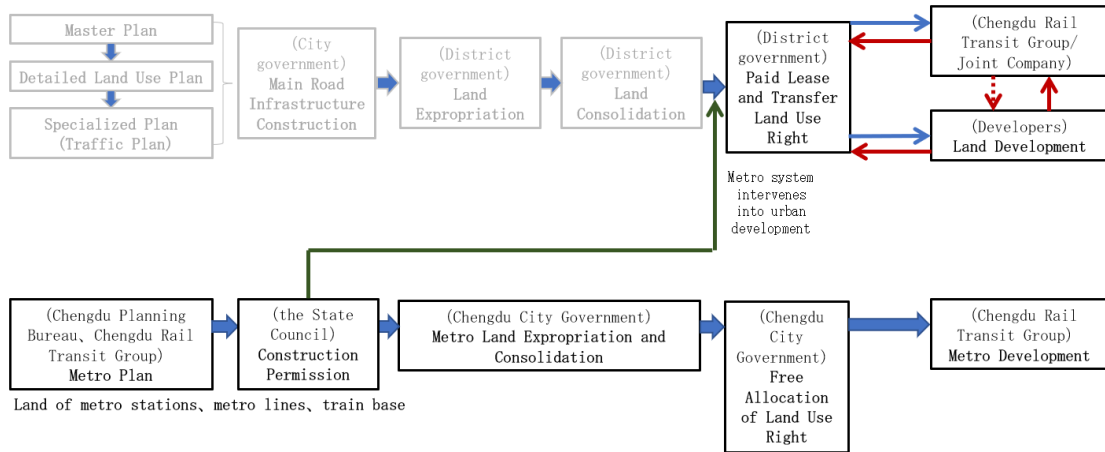 Master Plan
Detailed Land Use Plan
Specialized Plan
(Traffic Plan)
(City
government)
Main Road
Infrastructure
Construction
(District
government)
Land
Expropriation
(District
government)
Land
Consolidation
(District
government)
Paid Lease
and Transfer
Land Use
Right
(Chengdu Rail
Transit Group/
Joint Company)
(Developers)
Land Development
Metro system
intervenes
into urban
development
(Chengdu Planning
Bureau、Chengdu Rail
Transit Group)
Metro Plan
(the State
Council)
Construction
Permission
(Chengdu City Government)
Metro Land Expropriation and
Consolidation
(Chengdu
City
Government)
Free
Allocation
of Land Use
Right
(Chengdu Rail
Transit Group)
Metro Development
Land of metro stations、metro lines、train base